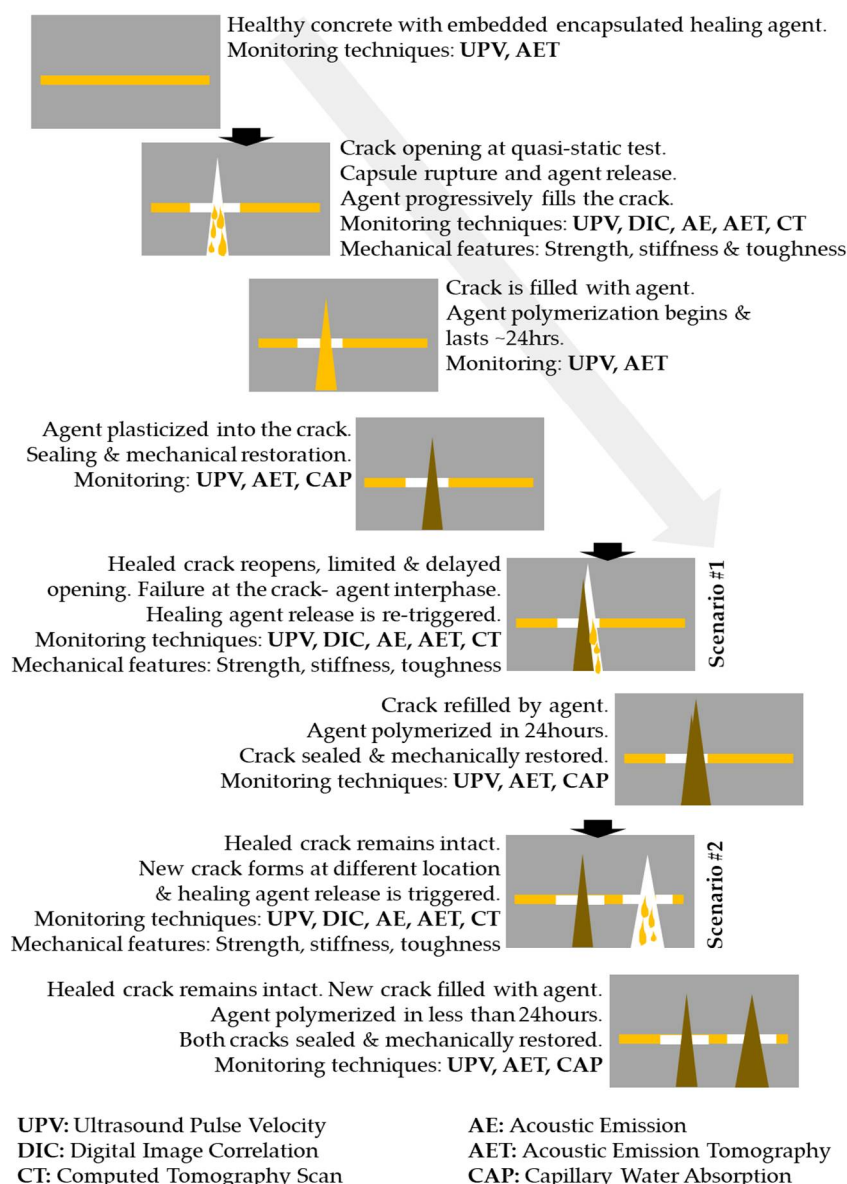 Healthy concrete with embedded encapsulated healing agent.
Monitoring techniques: UPV, AET
Crack opening at quasi-static test.
Capsule rupture and agent release.
Agent progressively fills the crack.
Monitoring techniques: UPV, DIC, AE, AET, CT
Mechanical features: Strength, stiffness & toughness
Crack is filled with agent.
Agent polymerization begins &
lasts ~24hrs.
Monitoring: UPV, AET
Agent plasticized into the crack.
Sealing & mechanical restoration.
Monitoring: UPV, AET, CAP
Healed crack reopens, limited & delayed
opening. Failure at the crack- agent interphase.
Healing agent release is re-triggered.
Monitoring techniques: UPV, DIC, AE, AET, CT
Mechanical features: Strength, stiffness, toughness
Scenario #1
Crack refilled by agent.
Agent polymerized in 24hours.
Crack sealed & mechanically restored.
Monitoring techniques: UPV, AET, CAP
Healed crack remains intact.
New crack forms at different location
& healing agent release is triggered.
Monitoring techniques: UPV, DIC, AE, AET, CT
Mechanical features: Strength, stiffness, toughness
Scenario #2
Healed crack remains intact. New crack filled with agent.
Agent polymerized in less than 24hours.
Both cracks sealed & mechanically restored.
Monitoring techniques: UPV, AET, CAP
UPV: Ultrasound Pulse Velocity
DIC: Digital Image Correlation
CT: Computed Tomography Scan
AE: Acoustic Emission
AET: Acoustic Emission Tomography
CAP: Capillary Water Absorption